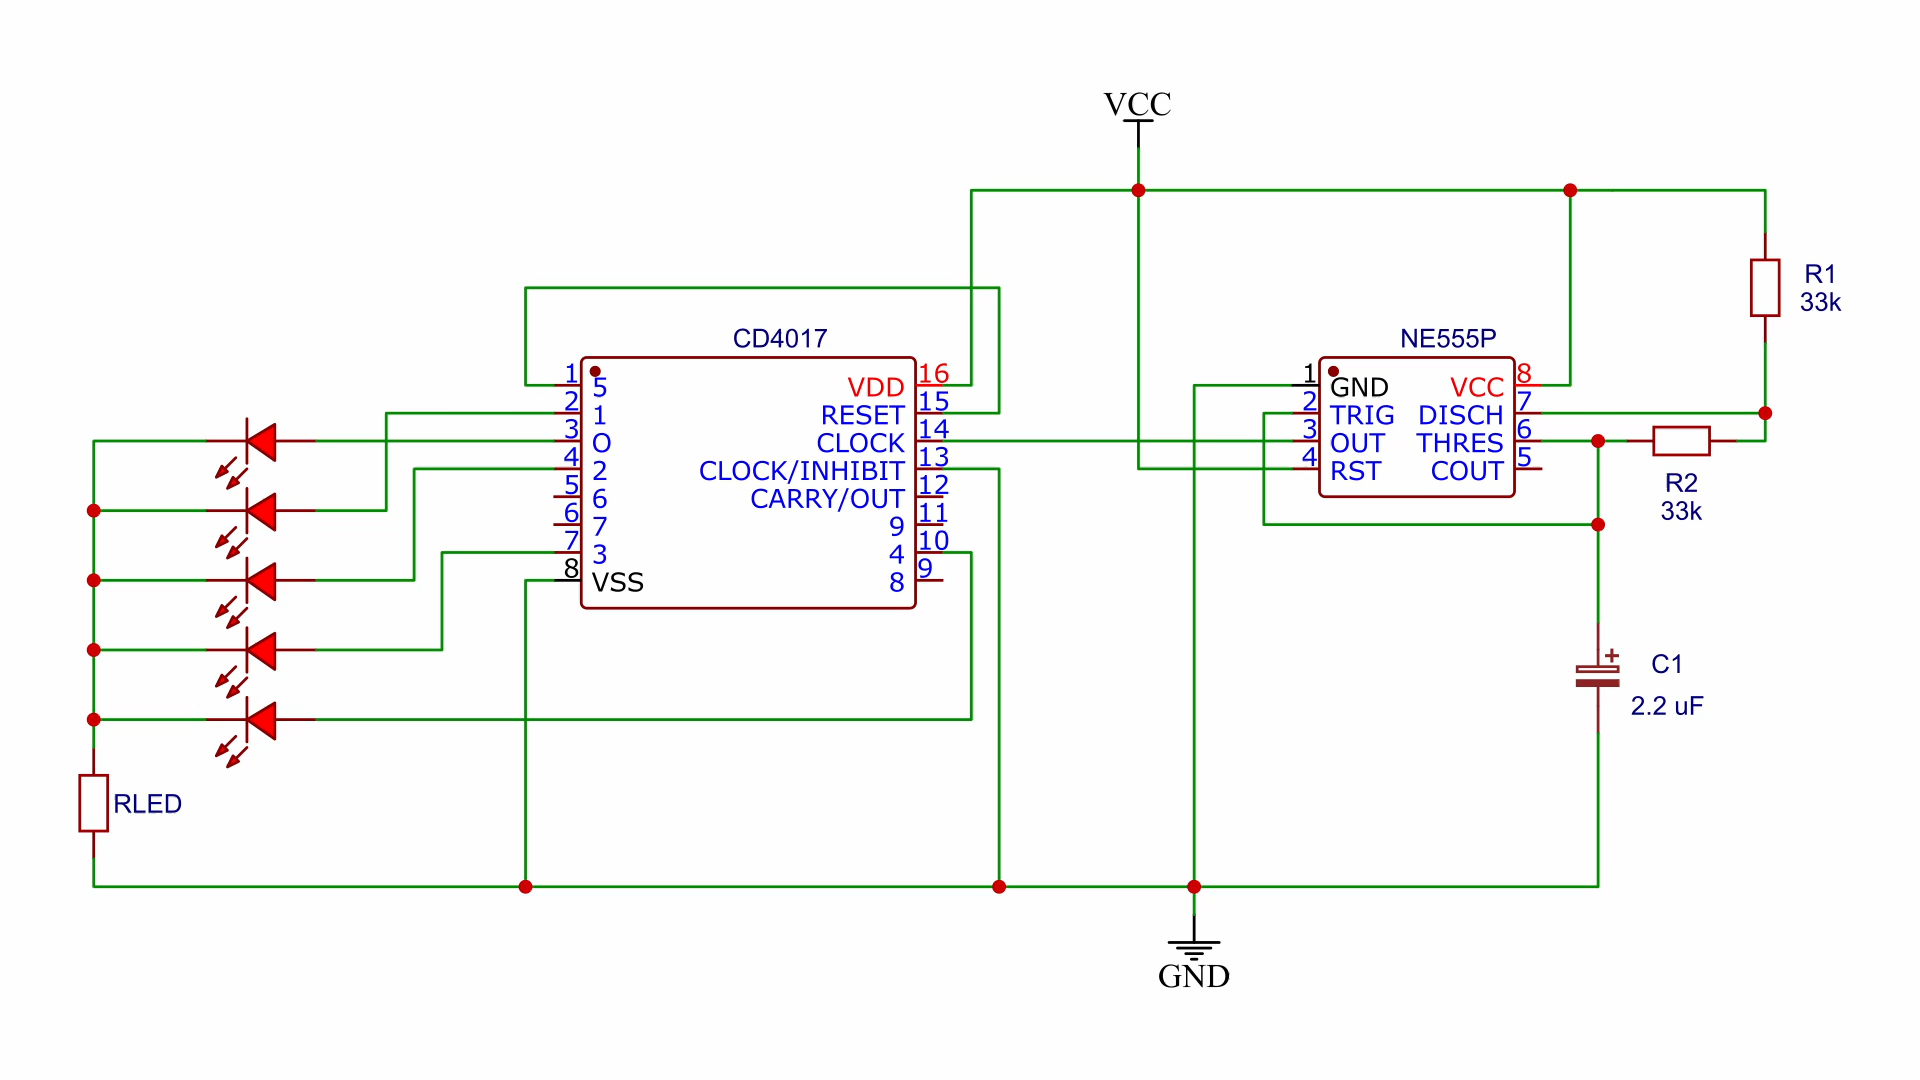 VCC
R1
33k
CD4017
1 5 VDD 16
2 1 RESET 15
3 O CLOCK 14
4 2 CLOCK/INHIBIT 13
5 6 CARRY/OUT 12
6 7 9 11
7 3 4 10
8 VSS 8 9
NE555P
1 GND VCC 8
2 TRIG DISCH 7
3 OUT THRES 6
4 RST COUT 5
R2
33k
+ C1
2.2 uF
RLED
GND